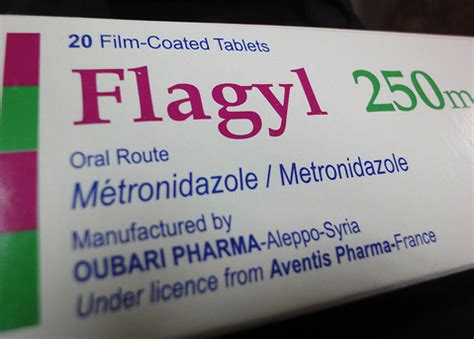 20 Film-Coated Tablets
Flagyl 250m
Oral Route
Métronidazole / Metronidazole
Manufactured by
OUBARI PHARMA-Aleppo-Syria
Under licence from Aventis Pharma-France